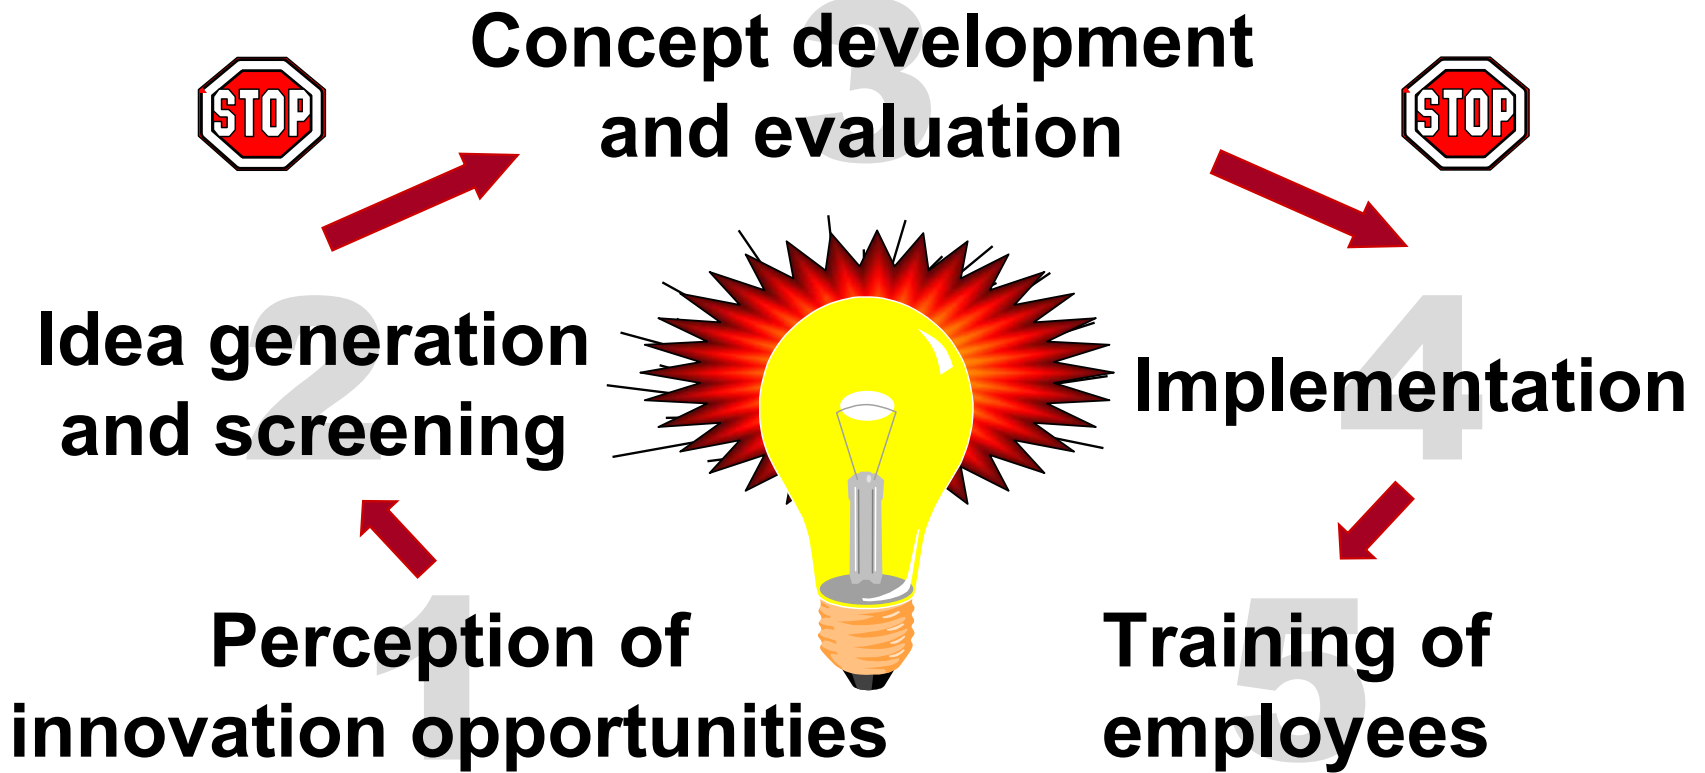 3
Concept development
and evaluation
STOP
STOP
2
Idea generation
and screening
4
Implementation
1
Perception of
innovation opportunities
5
Training of
employees